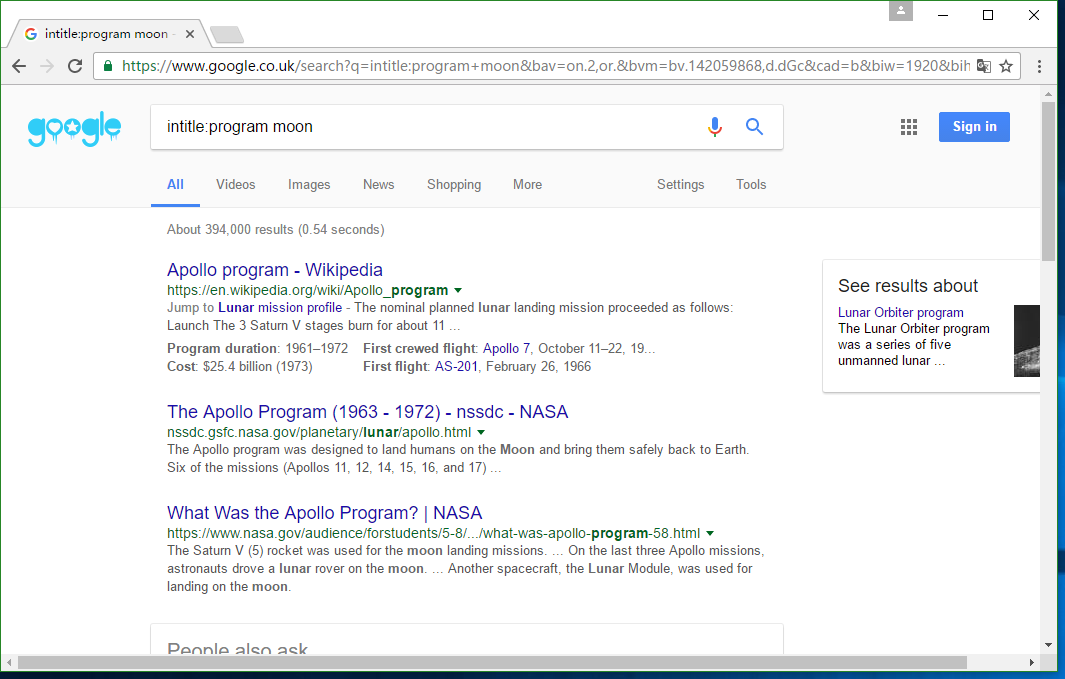 intitle:program moon -
https://www.google.co.uk/search?q=intitle:program+moon&bav=on.2,or.&bvm=bv.142059868,d.dGc&cad=b&biw=1920&bih
google
intitle:program moon
Sign in
All Videos Images News Shopping More Settings Tools
About 394,000 results (0.54 seconds)
Apollo program - Wikipedia
https://en.wikipedia.org/wiki/Apollo_program
Jump to Lunar mission profile - The nominal planned lunar landing mission proceeded as follows:
Launch The 3 Saturn V stages burn for about 11 ...
Program duration: 1961–1972 First crewed flight: Apollo 7, October 11–22, 19...
Cost: $25.4 billion (1973) First flight: AS-201, February 26, 1966
The Apollo Program (1963 - 1972) - nssdc - NASA
nssdc.gsfc.nasa.gov/planetary/lunar/apollo.html
The Apollo program was designed to land humans on the Moon and bring them safely back to Earth.
Six of the missions (Apollos 11, 12, 14, 15, 16, and 17) ...
What Was the Apollo Program? | NASA
https://www.nasa.gov/audience/forstudents/5-8/.../what-was-apollo-program-58.html
The Saturn V (5) rocket was used for the moon landing missions. ... On the last three Apollo missions,
astronauts drove a lunar rover on the moon. ... Another spacecraft, the Lunar Module, was used for
landing on the moon.
People also ask
See results about
Lunar Orbiter program
The Lunar Orbiter program
was a series of five
unmanned lunar ...